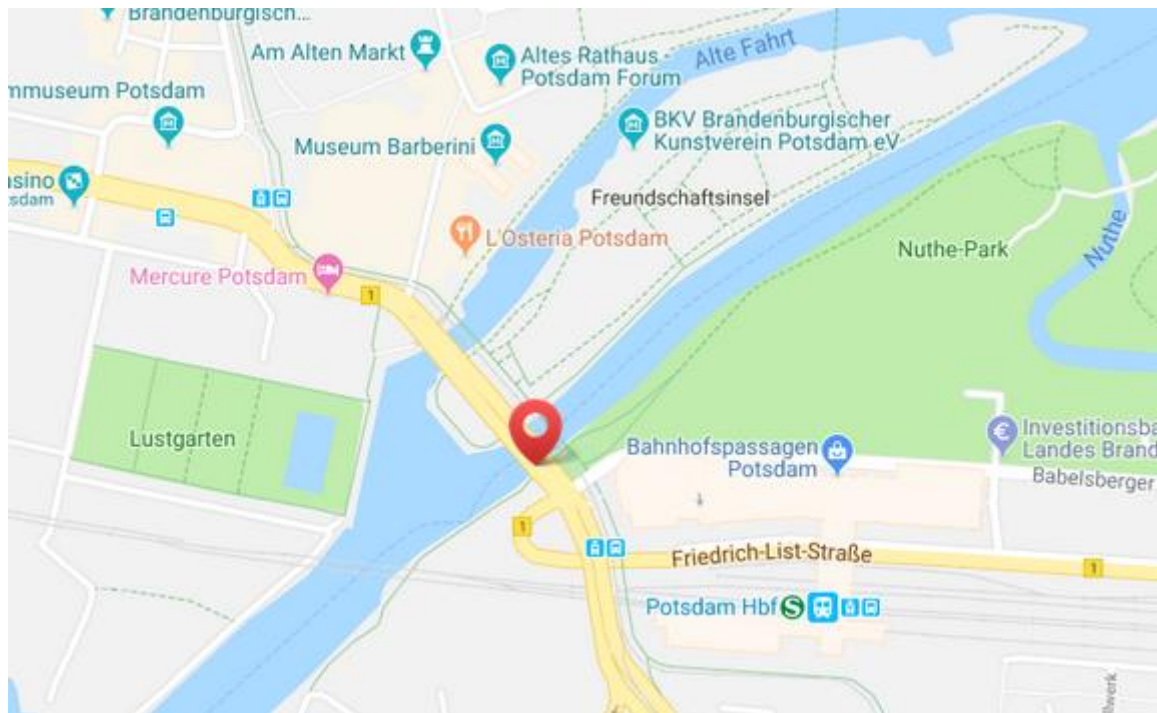 Brandenburgisch...
Am Alten Markt
Altes Rathaus -
Potsdam Forum
Alte Fahrt
mmuseum Potsdam
BKV Brandenburgischer
Kunstverein Potsdam eV
Museum Barberini
asino
sdam
Freundschaftsinsel
L'Osteria Potsdam
Nuthe-Park
Nuthe
Mercure Potsdam
1
Lustgarten
Bahnhofspassagen
Potsdam
Investitionsba
Landes Brand
Babelsberger
1
Friedrich-List-Straße
1
Potsdam Hbf S
llwerk